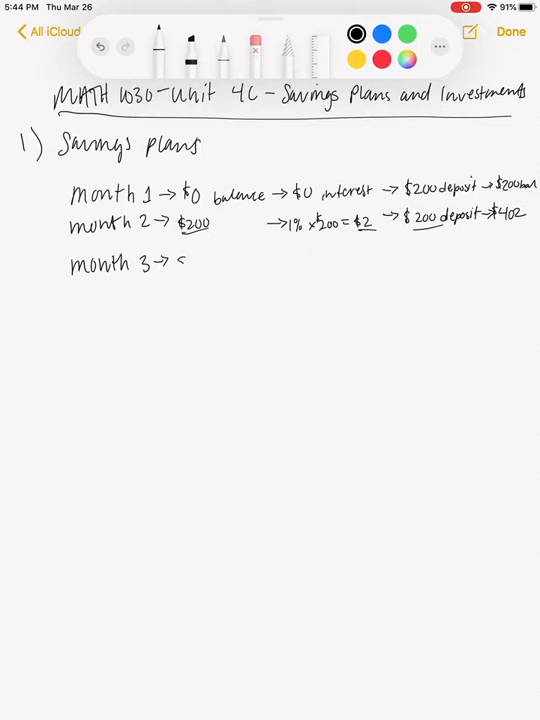 5:44 PM Thu Mar 26 91%
All iCloud Done
MATH 1030 - Unit 4C - Savings Plans and Investments
1) Savings plans
month 1 → $0 balance → $0 interest → $200 deposit → $200 bal
month 2 → $200 → 1% × $200 = $2 → $200 deposit → $402
month 3 →